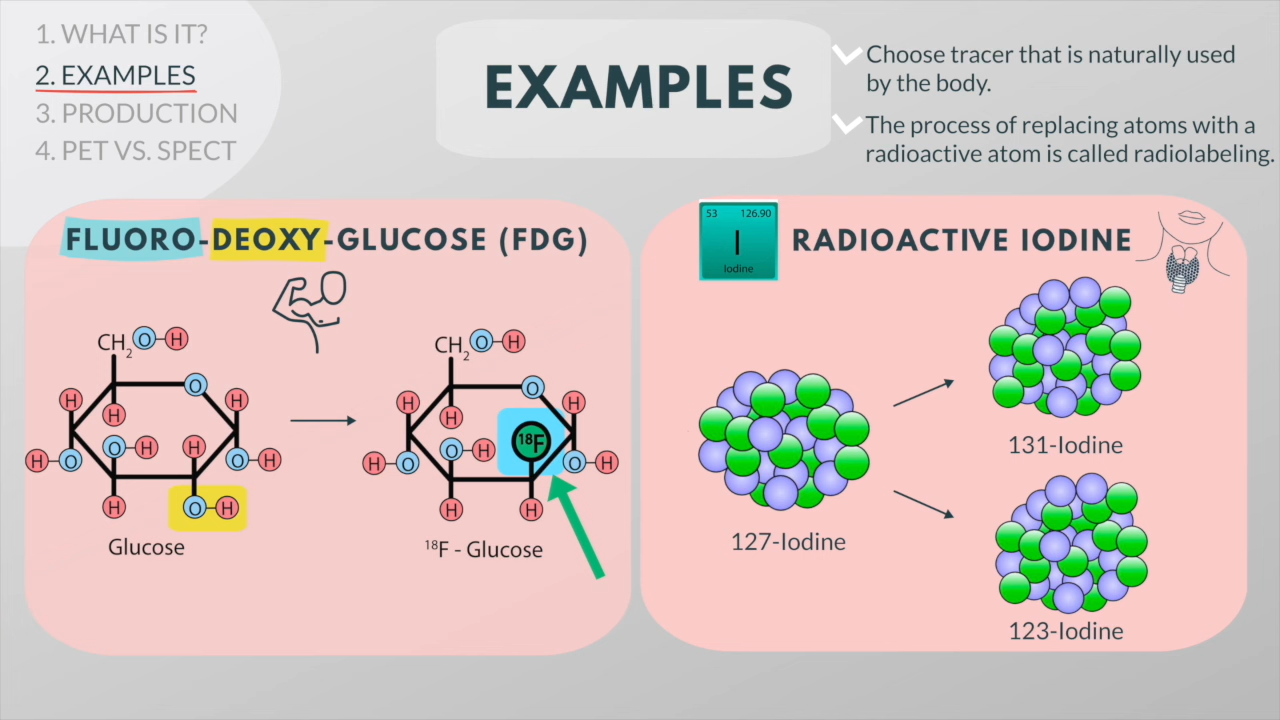 1. WHAT IS IT?
2. EXAMPLES
3. PRODUCTION
4. PET VS. SPECT
EXAMPLES
Choose tracer that is naturally used
by the body.
The process of replacing atoms with a
radioactive atom is called radiolabeling.
FLUORO-DEOXY-GLUCOSE (FDG)
CH2 O H
O
H H
H
O H H
H O O H
H
O H
Glucose
CH2 O H
O
H H
H
18F
O H
H O O H
H H
18F - Glucose
53 126.90
I
Iodine
RADIOACTIVE IODINE
127-Iodine
131-Iodine
123-Iodine